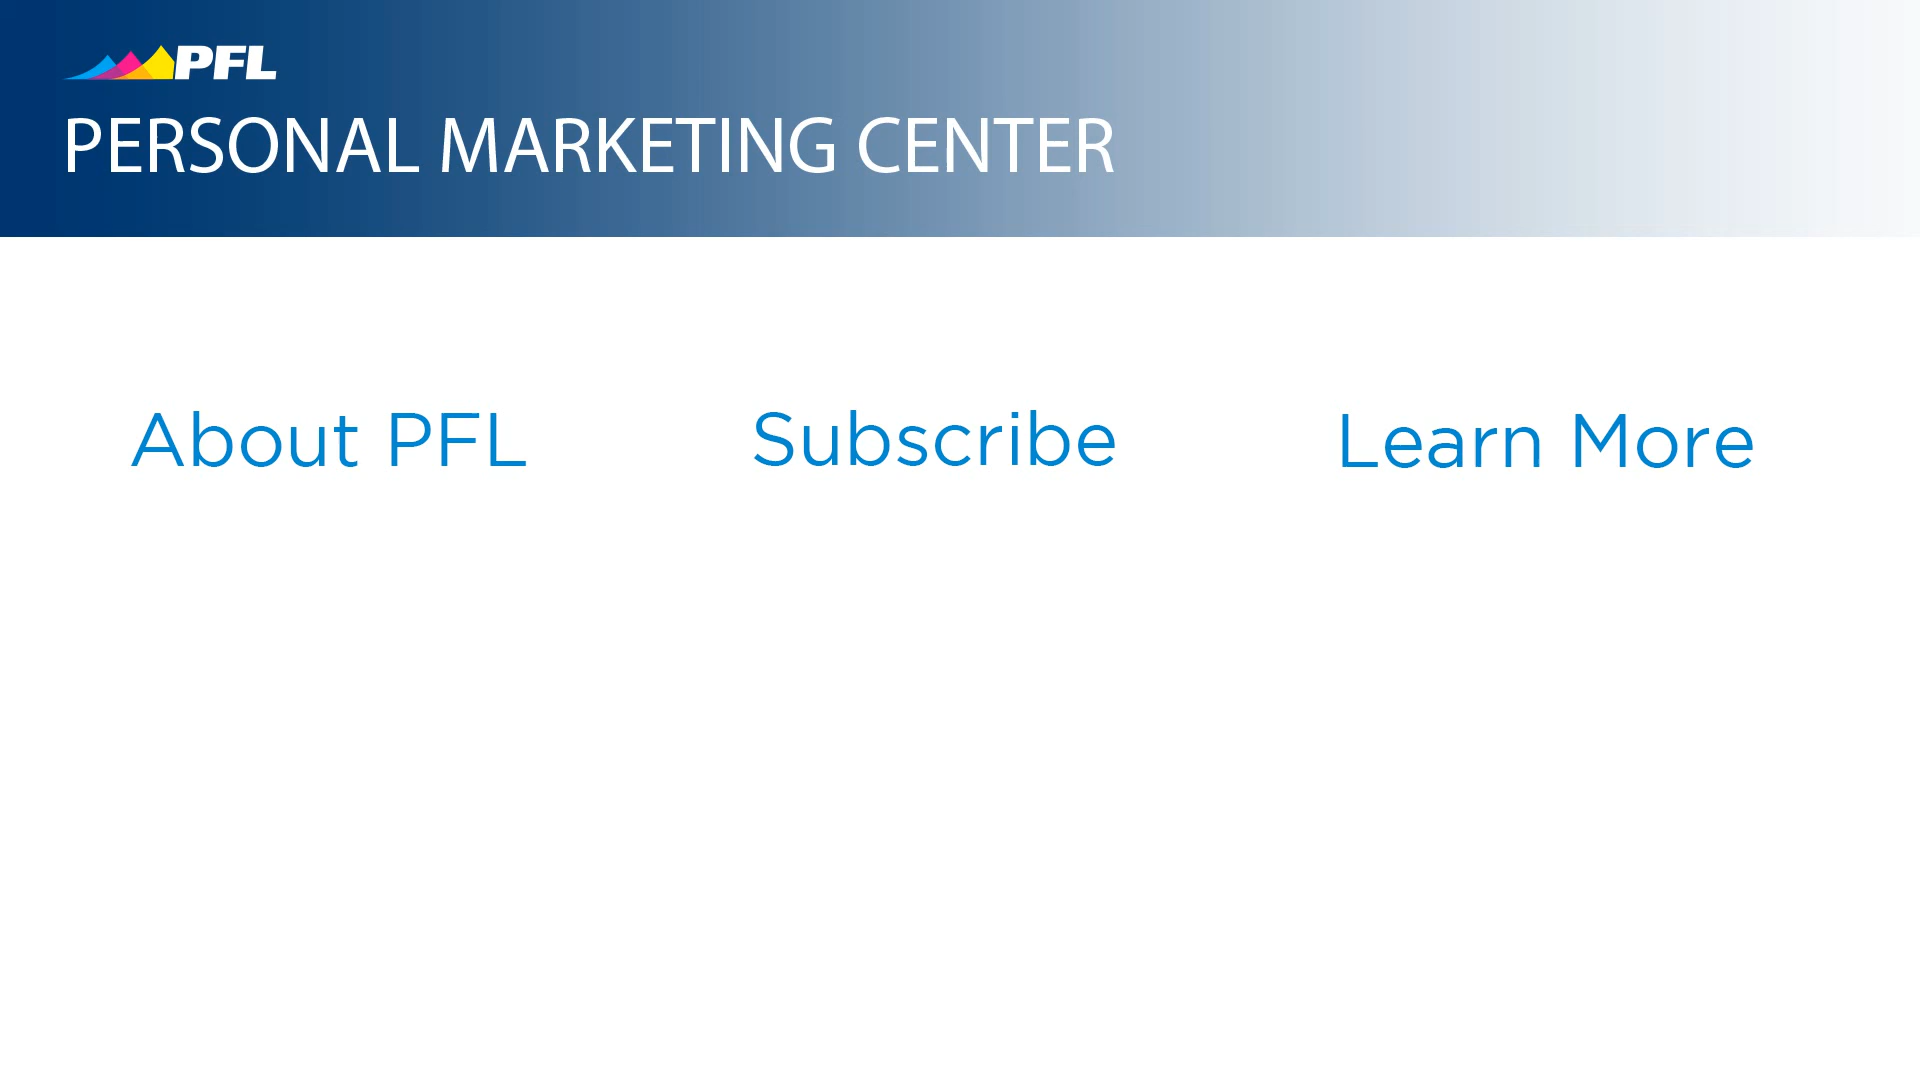 PFL
PERSONAL MARKETING CENTER
About PFL
Subscribe
Learn More